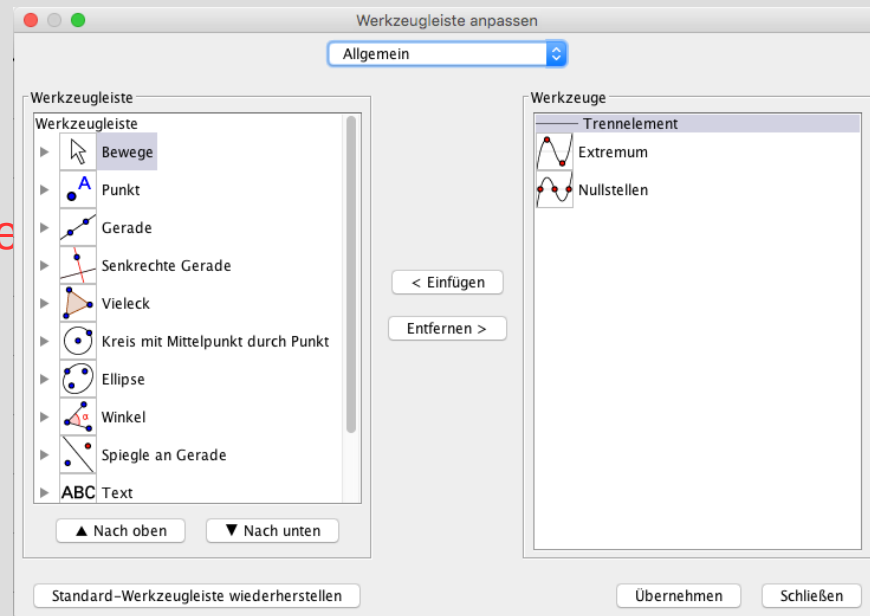 Werkzeugleiste anpassen
Allgemein
Werkzeugleiste
Werkzeugleiste
Bewege
A
Punkt
Gerade
Senkrechte Gerade
Vieleck
Kreis mit Mittelpunkt durch Punkt
Ellipse
α
Winkel
Spiegle an Gerade
ABC Text
▲ Nach oben
▼ Nach unten
< Einfügen
Entfernen >
Werkzeuge
Trennelement
Extremum
Nullstellen
Standard-Werkzeugleiste wiederherstellen
Übernehmen
Schließen